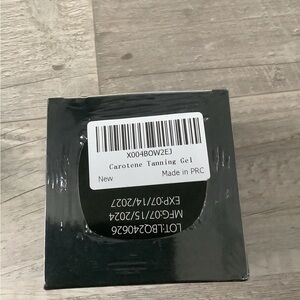 X004BOW2EJ
Carotene Tanning Gel
New
Made in PRC
LOT:LBQ240626
MFG:07/15/2024
EXP:07/14/2027